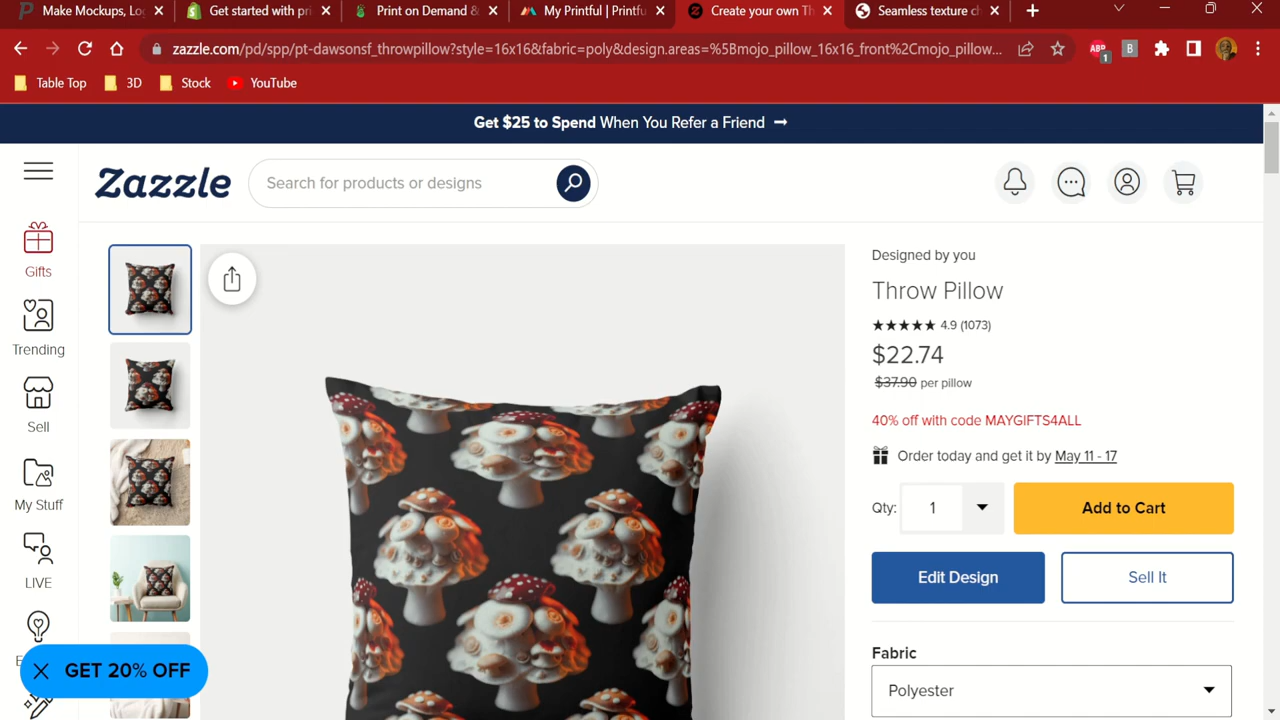 Make Mockups, Lo
Get started with pri
Print on Demand &
My Printful | Printfu
Create your own Th
Seamless texture ch
zazzle.com/pd/spp/pt-dawsonsf_throwpillow?style=16x16&fabric=poly&design.areas=%5Bmojo_pillow_16x16_front%2Cmojo_pillow...
ABP
1
B
Table Top
3D
Stock
YouTube
Get $25 to Spend When You Refer a Friend →
Zazzle
Search for products or designs
Gifts
Trending
Sell
My Stuff
LIVE
GET 20% OFF
Designed by you
Throw Pillow
★★★★★ 4.9 (1073)
$22.74
$37.90 per pillow
40% off with code MAYGIFTS4ALL
Order today and get it by May 11 - 17
Qty:
1
Add to Cart
Edit Design
Sell It
Fabric
Polyester